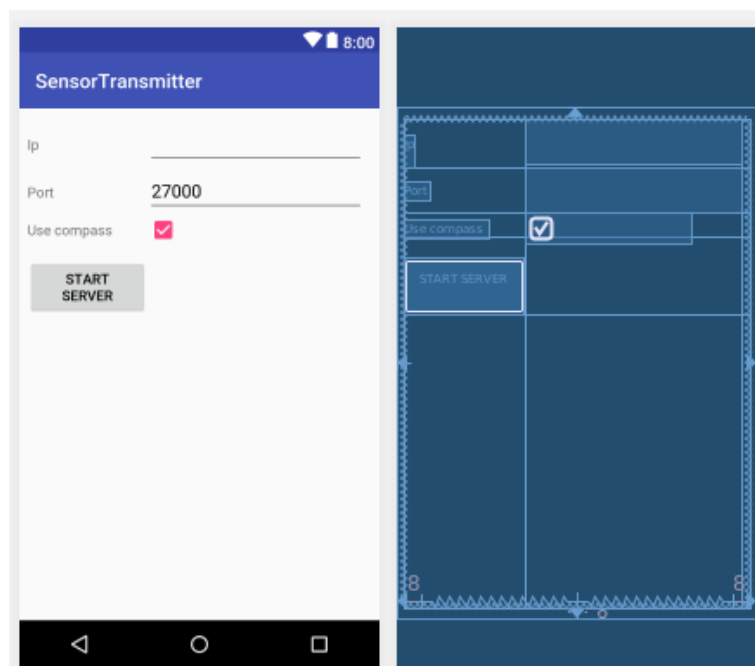 8:00
SensorTransmitter
Ip
Port
27000
Use compass
START
SERVER
Ip
Port
Use compass
START SERVER
8
8
8